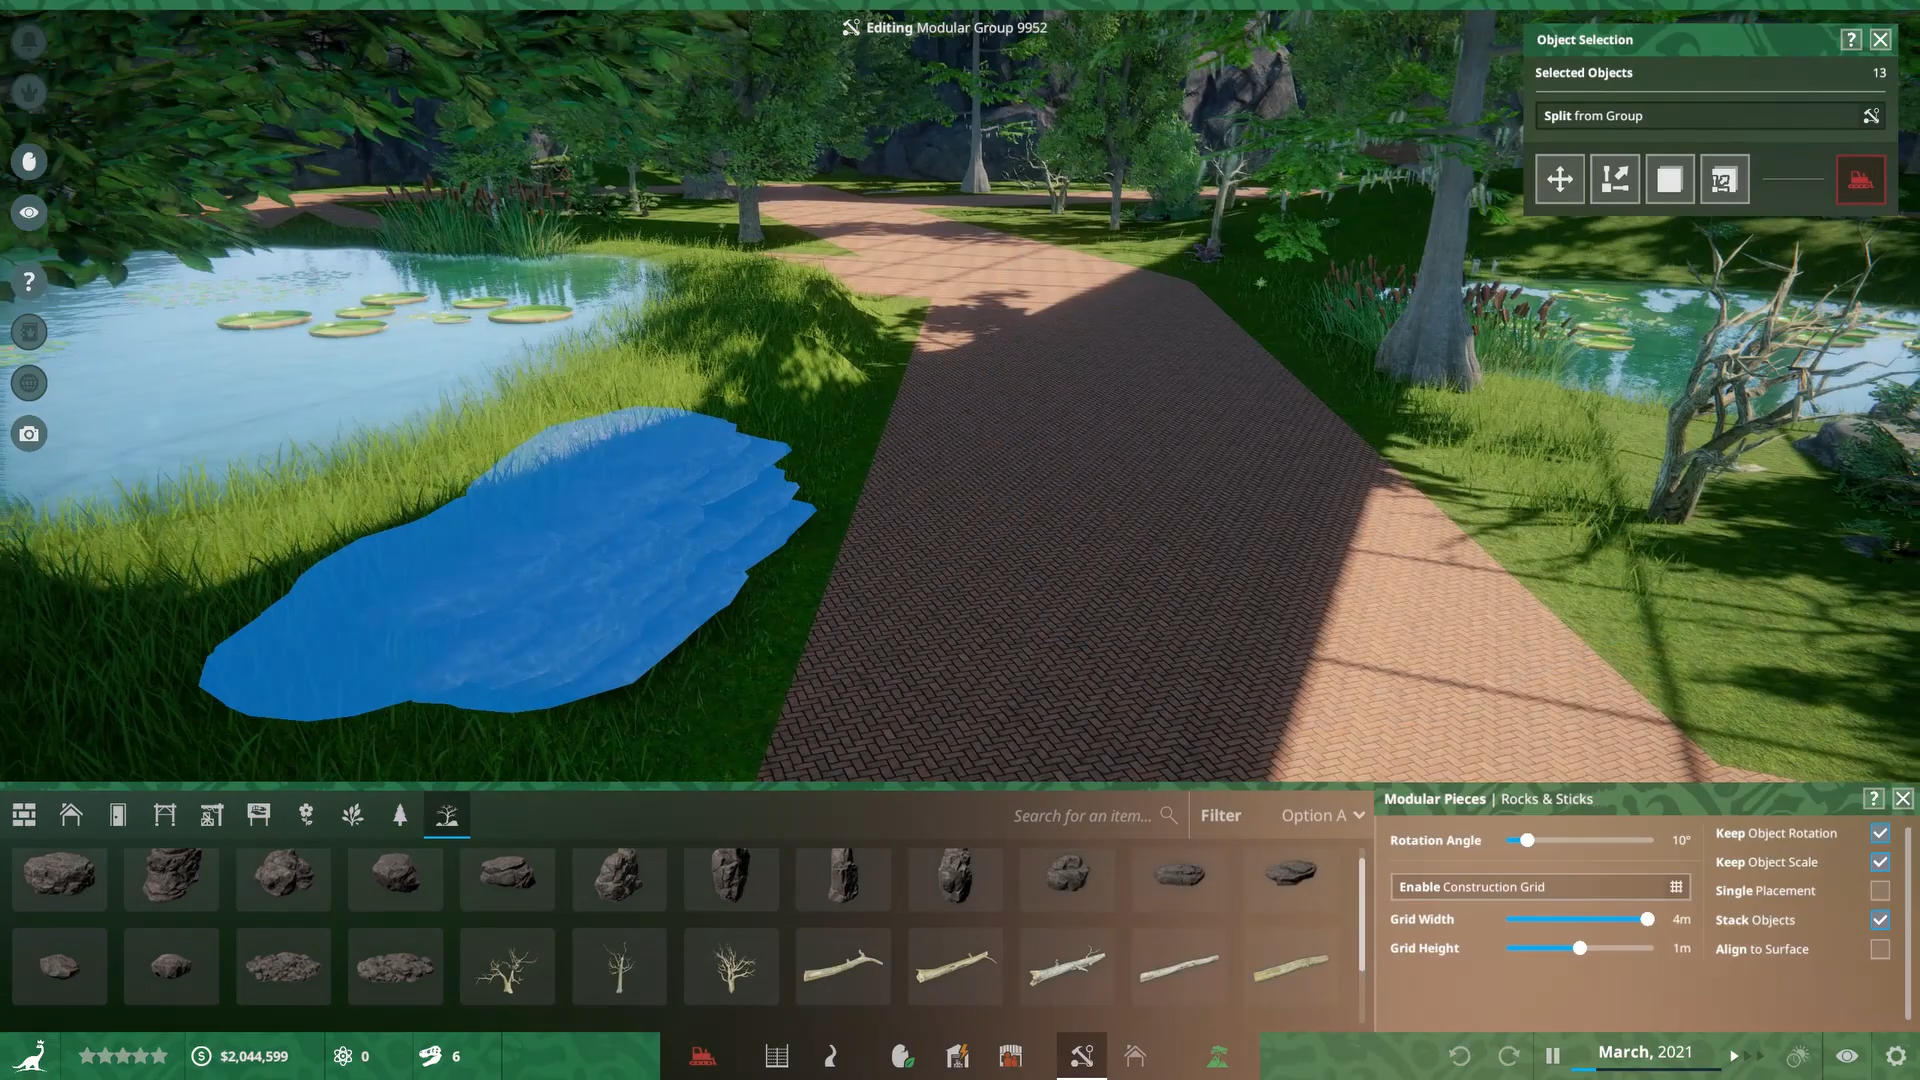 Editing Modular Group 9952
Object Selection
?
Selected Objects 13
Split from Group
?
Search for an item...
Filter
Option A
Modular Pieces | Rocks & Sticks
?
Rotation Angle 10°
Enable Construction Grid
Grid Width 4m
Grid Height 1m
Keep Object Rotation
Keep Object Scale
Single Placement
Stack Objects
Align to Surface
$2,044,599
0
6
March, 2021